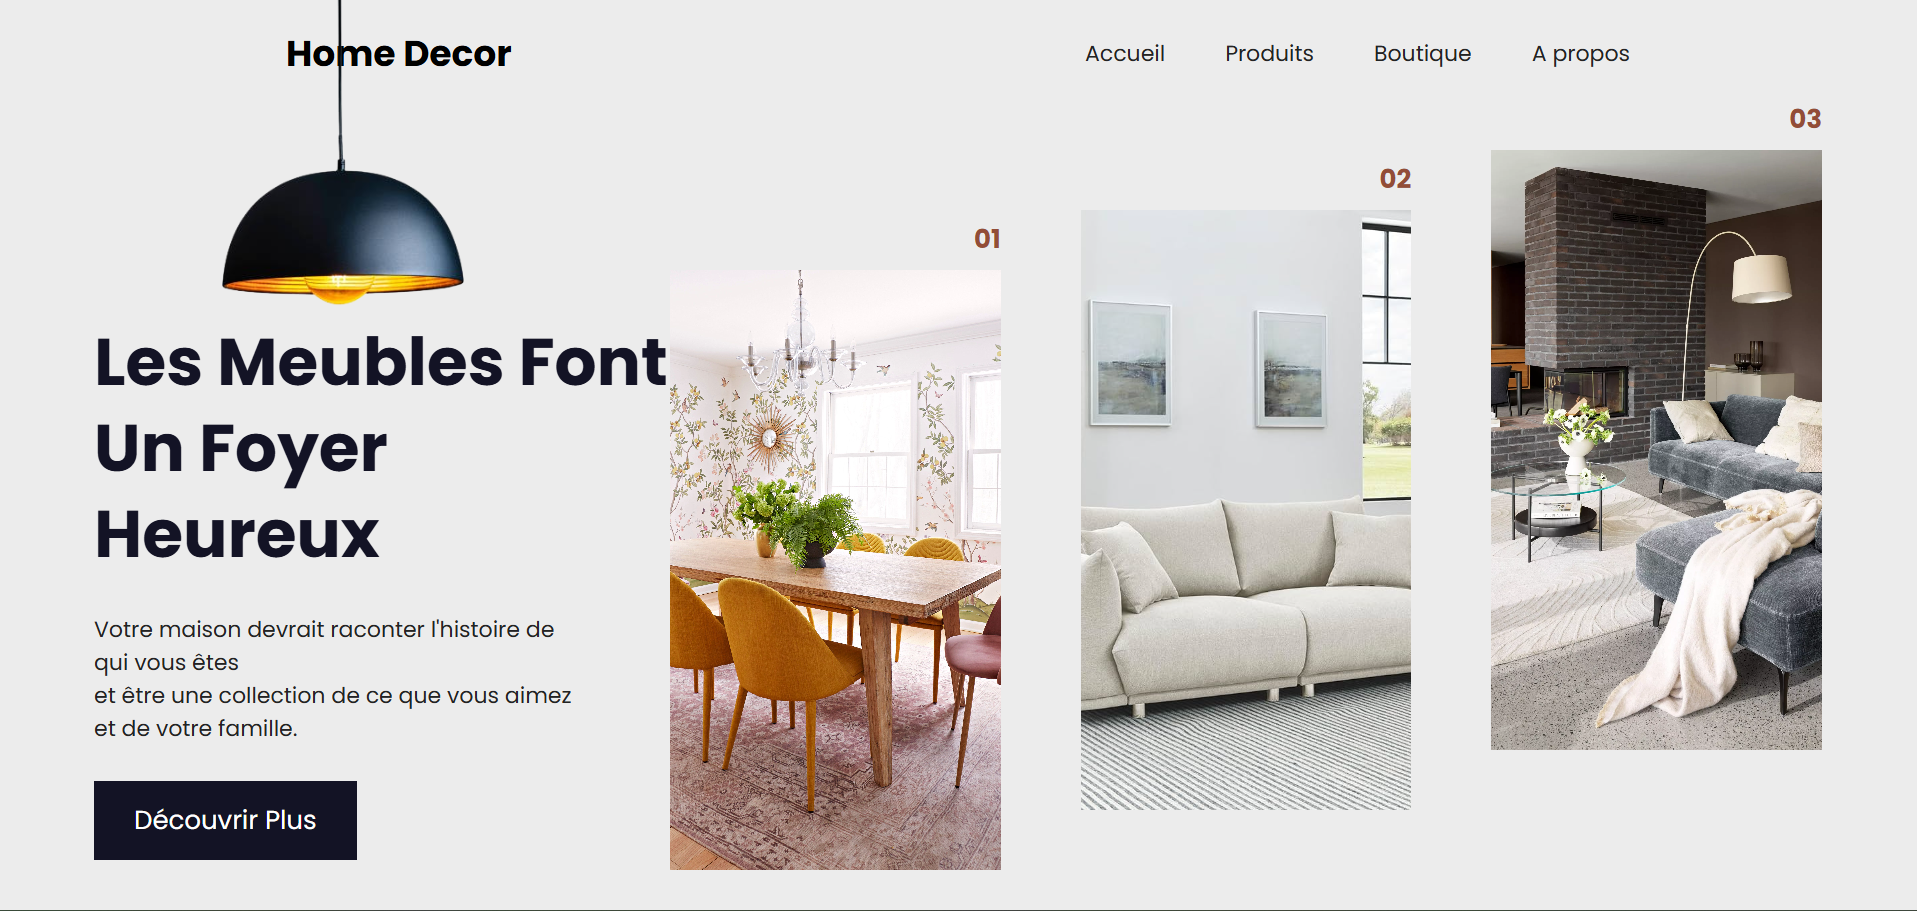 Home Decor
Accueil
Produits
Boutique
A propos
01
02
03
Les Meubles Font
Un Foyer
Heureux
Votre maison devrait raconter l'histoire de
qui vous êtes
et être une collection de ce que vous aimez
et de votre famille.
Découvrir Plus